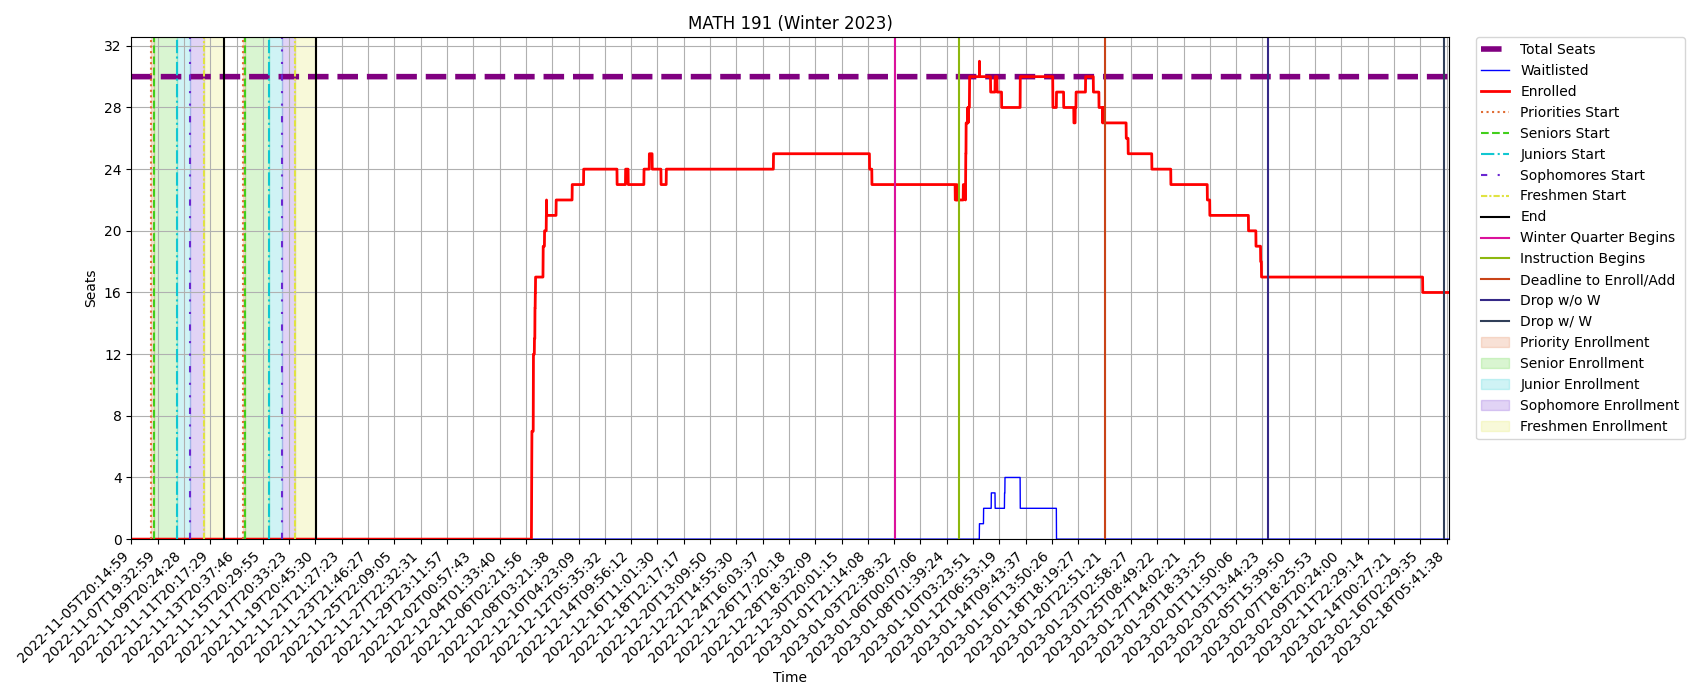 MATH 191 (Winter 2023)
32
28
24
20
16
12
8
4
0
Seats
Total Seats
Waitlisted
Enrolled
Priorities Start
Seniors Start
Juniors Start
Sophomores Start
Freshmen Start
End
Winter Quarter Begins
Instruction Begins
Deadline to Enroll/Add
Drop w/o W
Drop w/ W
Priority Enrollment
Senior Enrollment
Junior Enrollment
Sophomore Enrollment
Freshmen Enrollment
2022-11-05T20:14:59
2022-11-07T19:32:59
2022-11-09T20:24:28
2022-11-11T20:17:29
2022-11-13T20:37:46
2022-11-15T20:29:55
2022-11-17T20:33:23
2022-11-19T20:45:30
2022-11-21T21:27:23
2022-11-23T21:46:27
2022-11-25T22:09:05
2022-11-27T22:32:31
2022-11-29T23:11:57
2022-12-02T00:57:43
2022-12-04T01:33:40
2022-12-06T02:21:56
2022-12-08T03:21:38
2022-12-10T04:23:09
2022-12-12T05:35:32
2022-12-14T09:56:12
2022-12-16T11:01:30
2022-12-18T12:17:17
2022-12-20T13:09:50
2022-12-22T14:55:30
2022-12-24T16:03:37
2022-12-26T17:20:18
2022-12-28T18:32:09
2022-12-30T20:01:15
2023-01-01T21:14:08
2023-01-03T22:38:32
2023-01-06T00:07:06
2023-01-08T01:39:24
2023-01-10T03:23:51
2023-01-12T06:53:19
2023-01-14T09:43:37
2023-01-16T13:50:26
2023-01-18T18:19:27
2023-01-20T22:51:21
2023-01-23T02:58:27
2023-01-25T08:49:22
2023-01-27T14:02:21
2023-01-29T18:33:25
2023-02-01T11:50:06
2023-02-03T13:44:23
2023-02-05T15:39:50
2023-02-07T18:25:53
2023-02-09T20:24:00
2023-02-11T22:29:14
2023-02-14T00:27:21
2023-02-16T02:29:35
2023-02-18T05:41:38
Time